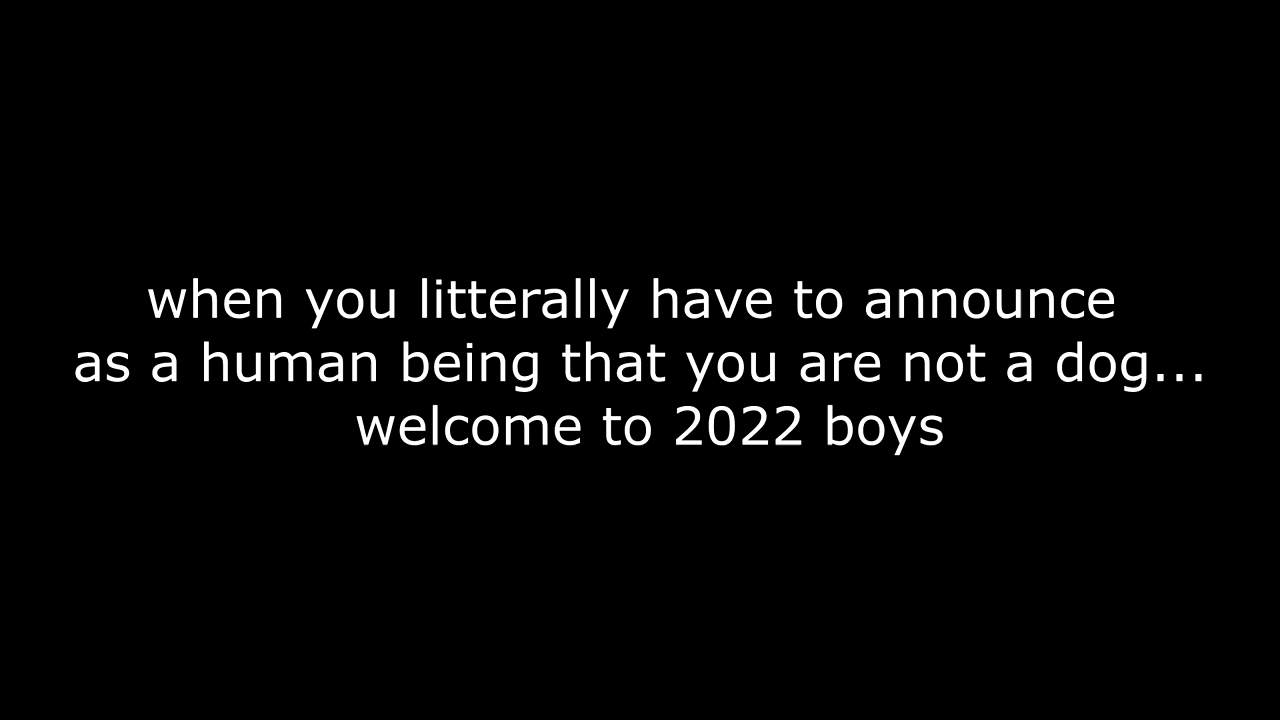 when you litterally have to announce
as a human being that you are not a dog...
welcome to 2022 boys